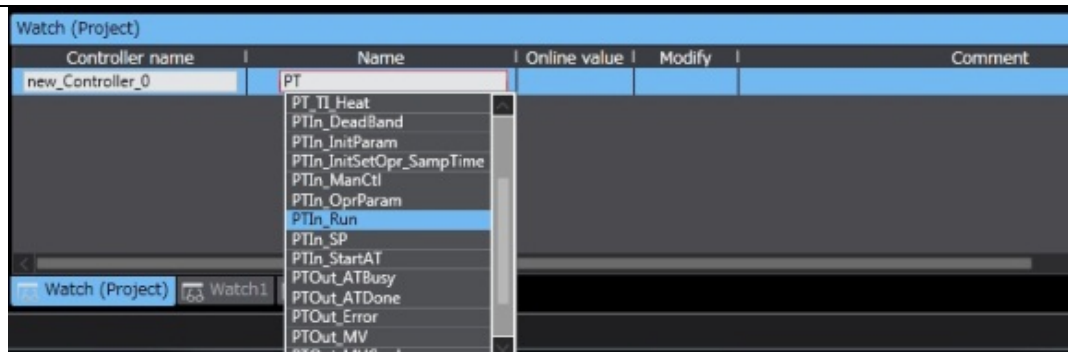 Watch (Project)
Controller name Name Online value Modify Comment
new_Controller_0 PT
PT_TI_Heat
PTIn_DeadBand
PTIn_InitParam
PTIn_InitSetOpr_SampTime
PTIn_ManCtl
PTIn_OprParam
PTIn_Run
PTIn_SP
PTIn_StartAT
PTOut_ATBusy
Watch (Project) Watch1
PTOut_ATDone
PTOut_Error
PTOut_MV